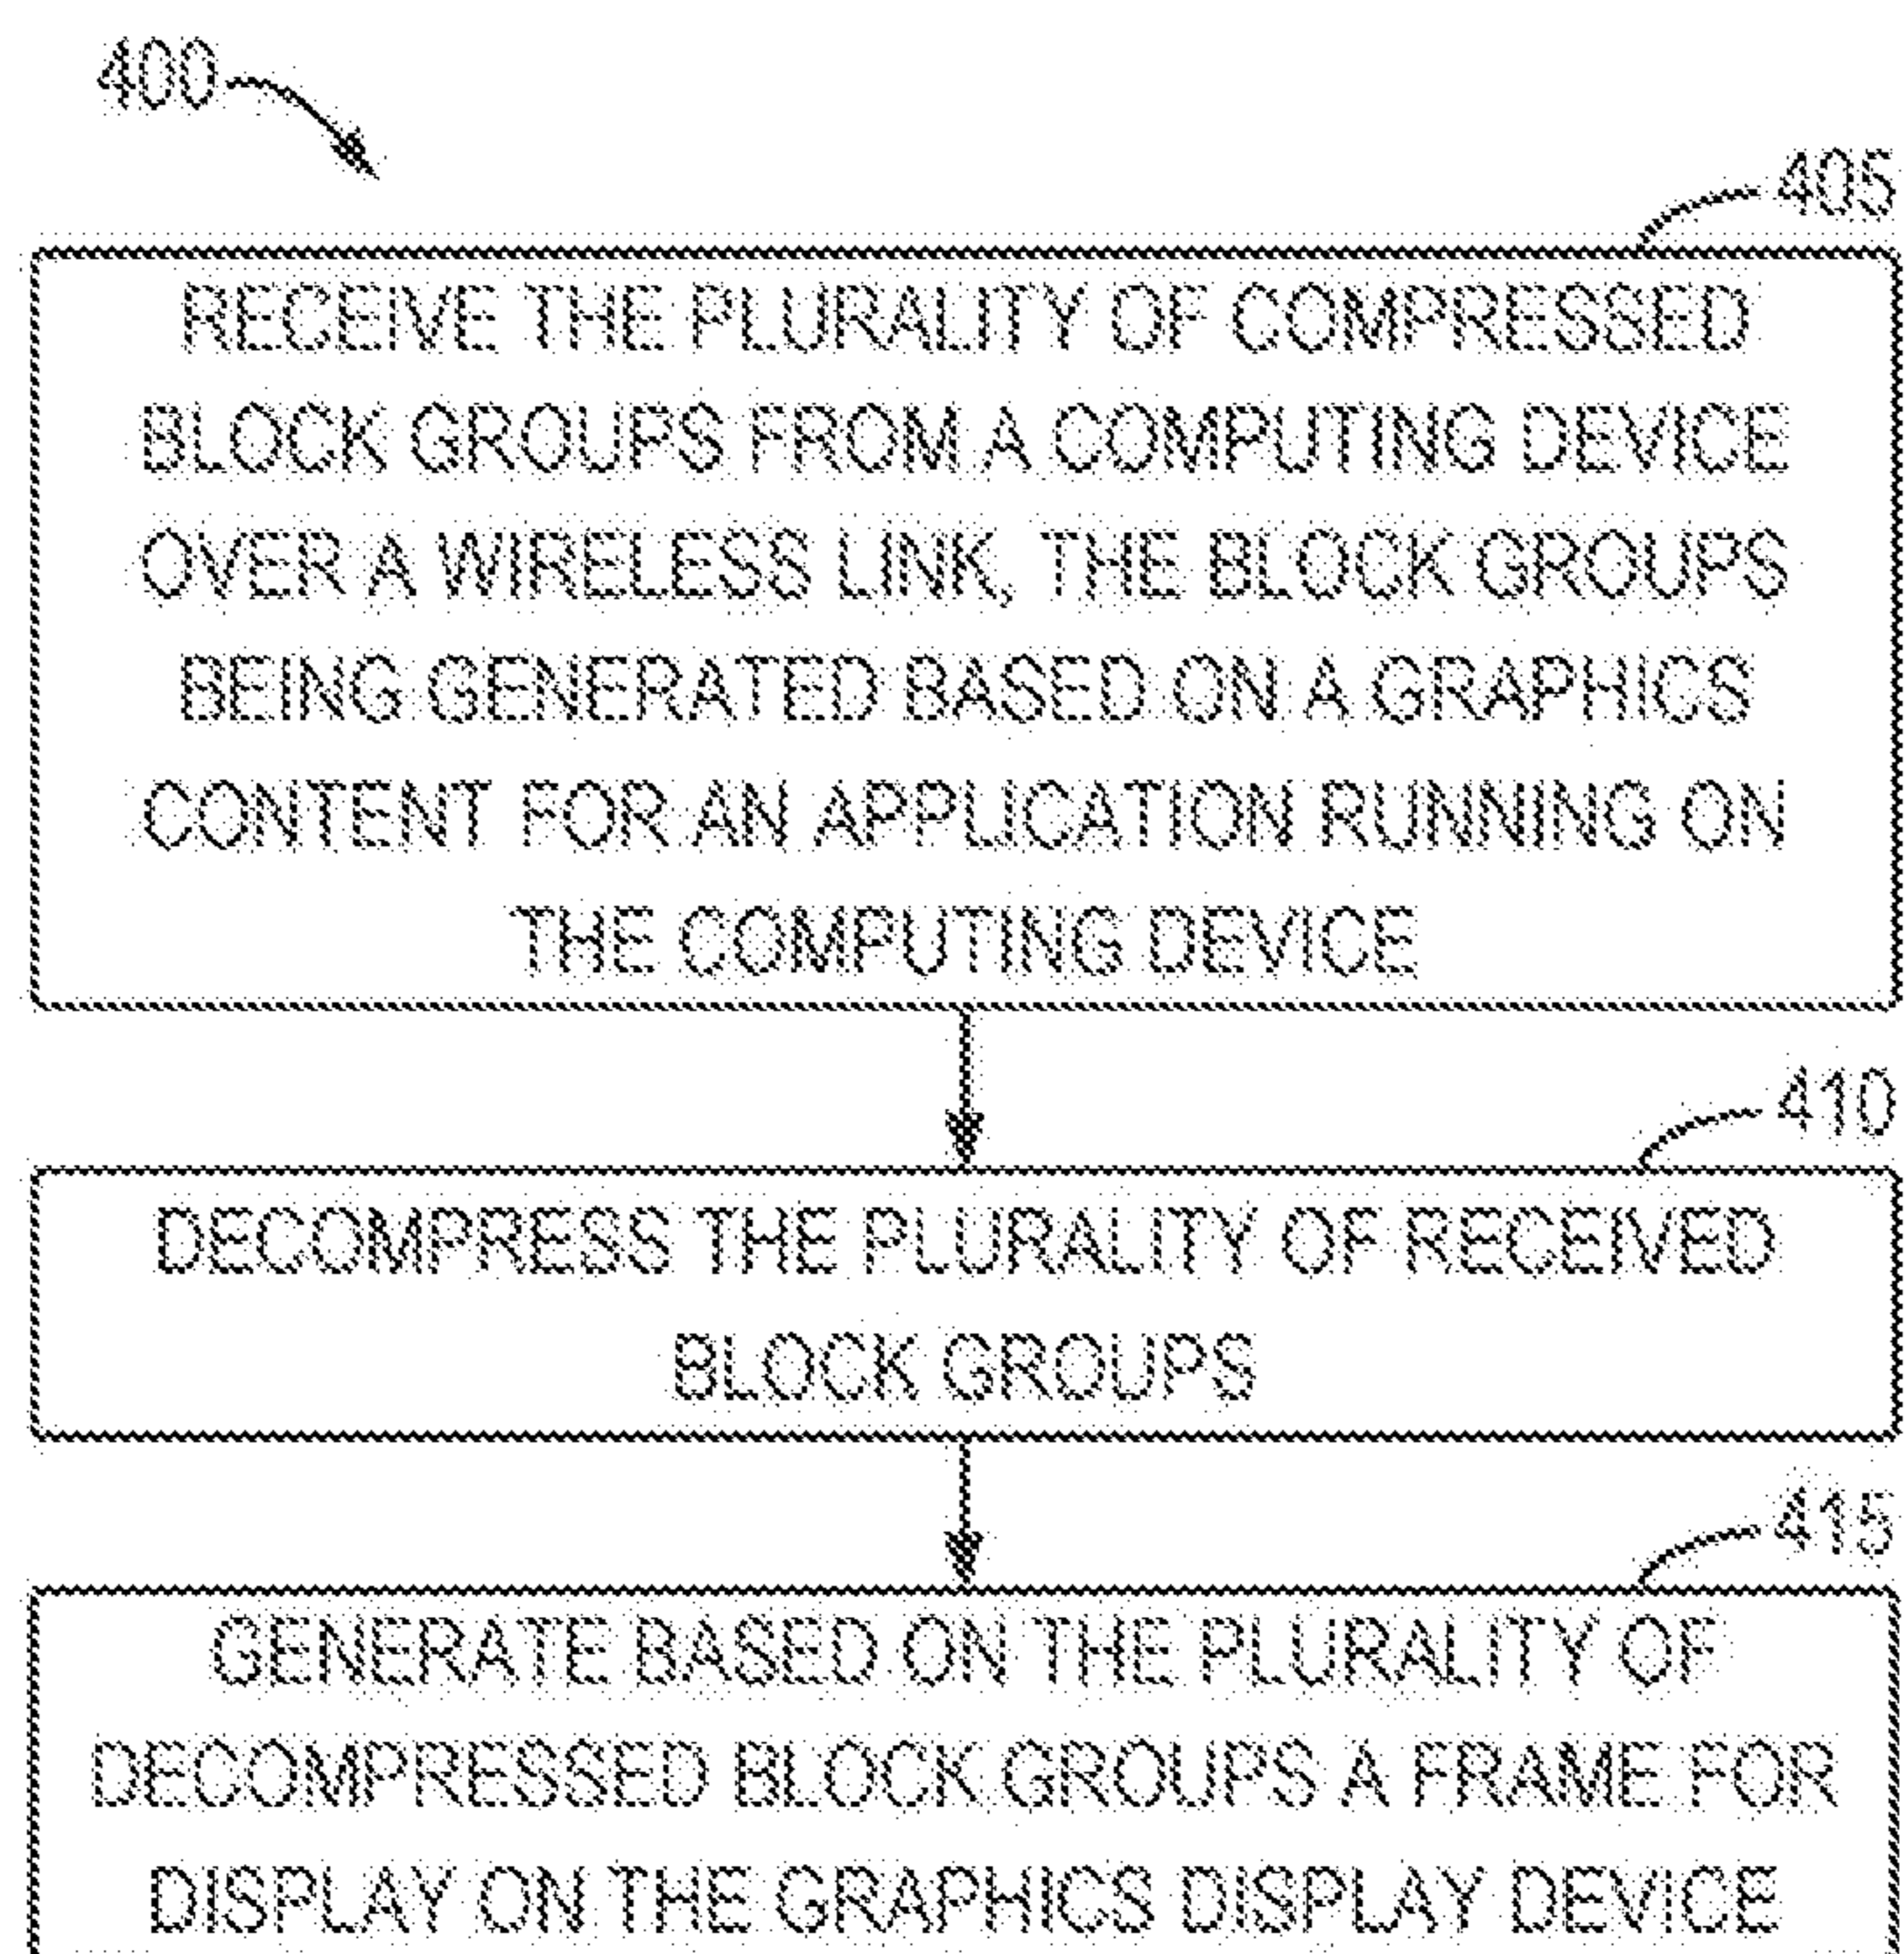 400
405
RECEIVE THE PLURALITY OF COMPRESSED
BLOCK GROUPS FROM A COMPUTING DEVICE
OVER A WIRELESS LINK, THE BLOCK GROUPS
BEING GENERATED BASED ON A GRAPHICS
CONTENT FOR AN APPLICATION RUNNING ON
THE COMPUTING DEVICE
410
DECOMPRESS THE PLURALITY OF RECEIVED
BLOCK GROUPS
415
GENERATE BASED ON THE PLURALITY OF
DECOMPRESSED BLOCK GROUPS A FRAME FOR
DISPLAY ON THE GRAPHICS DISPLAY DEVICE